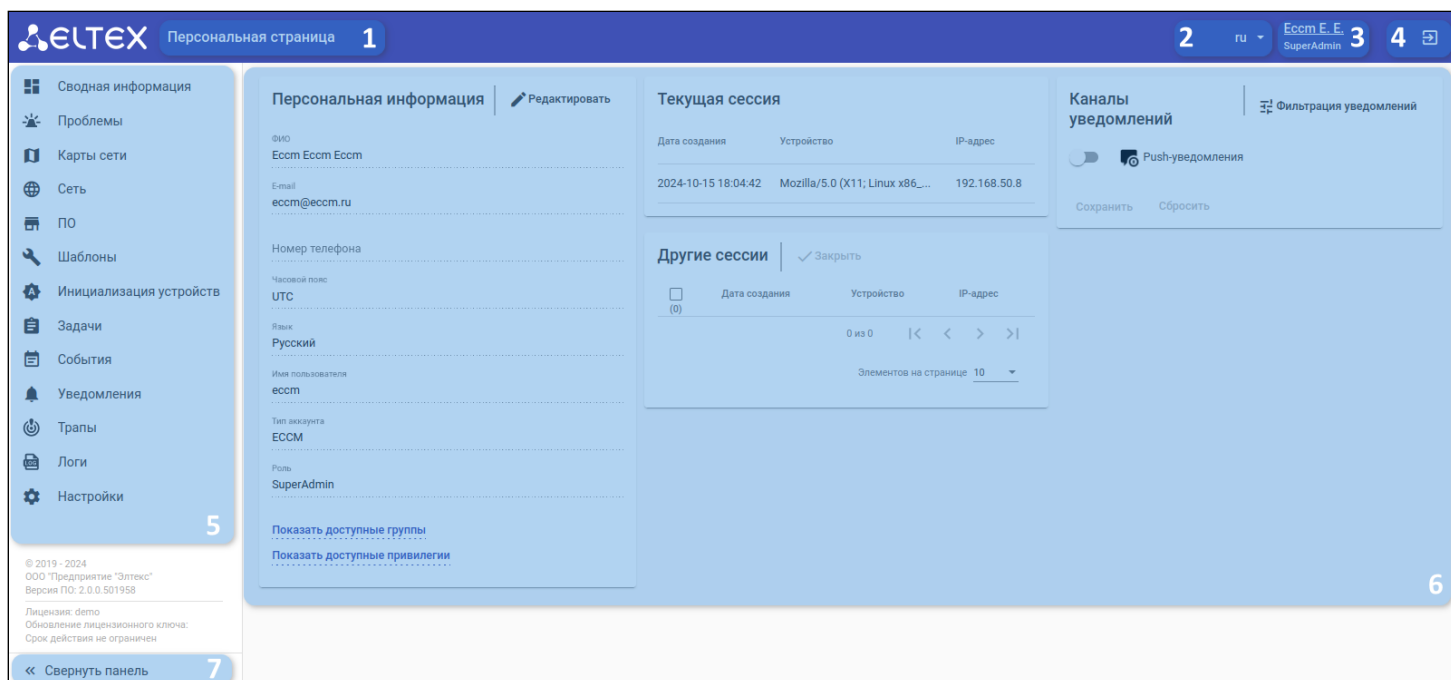 ELTEX
Персональная страница
1
2
ru
Eccm E. E.
SuperAdmin
3
4
Сводная информация
Проблемы
Карты сети
Сеть
ПО
Шаблоны
Инициализация устройств
Задачи
События
Уведомления
Трапы
Логи
Настройки
5
© 2019 - 2024
ООО "Предприятие "Элтекс"
Версия ПО: 2.0.0.501958
Лицензия: demo
Обновление лицензионного ключа:
Срок действия не ограничен
Свернуть панель
7
Персональная информация
Редактировать
ФИО
Eccm Eccm Eccm
E-mail
eccm@eccm.ru
Номер телефона
Часовой пояс
UTC
Язык
Русский
Имя пользователя
eccm
Тип аккаунта
ECCM
Роль
SuperAdmin
Показать доступные группы
Показать доступные привилегии
Текущая сессия
Дата создания Устройство IP-адрес
2024-10-15 18:04:42 Mozilla/5.0 (X11; Linux x86_... 192.168.50.8
Другие сессии
Закрыть
(0)
Дата создания Устройство IP-адрес
0 из 0
Элементов на странице 10
Каналы
уведомлений
Фильтрация уведомлений
Push-уведомления
Сохранить Сбросить
6